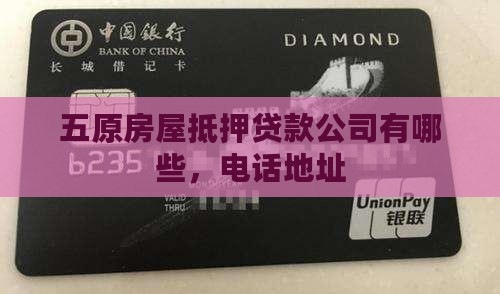 中国银行
BANK OF CHINA
长城借记卡
DIAMOND
五原房屋抵押贷款公司有哪
些，电话地址
6235
VALID
THRU
UnionPay
银联